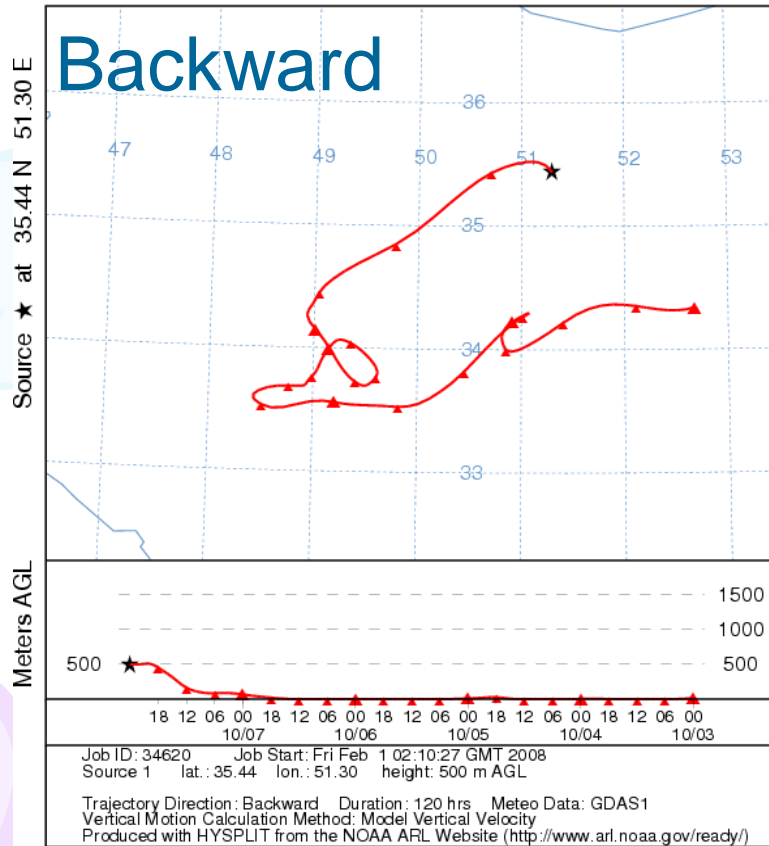 Backward
Source ★ at 35.44 N 51.30 E
36
47 48 49 50 51 52 53
35
34
33
Meters AGL
1500
1000
500 500
18 12 06 00 18 12 06 00 18 12 06 00 18 12 06 00 18 12 06 00
10/07 10/06 10/05 10/04 10/03
Job ID: 34620 Job Start: Fri Feb 1 02:10:27 GMT 2008
Source 1 lat.: 35.44 lon.: 51.30 height: 500 m AGL
Trajectory Direction: Backward Duration: 120 hrs Meteo Data: GDAS1
Vertical Motion Calculation Method: Model Vertical Velocity
Produced with HYSPLIT from the NOAA ARL Website (http://www.arl.noaa.gov/ready/)